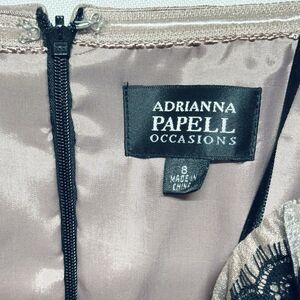 ADRIANNA
PAPELL
OCCASIONS
8
MADE IN
CHINA